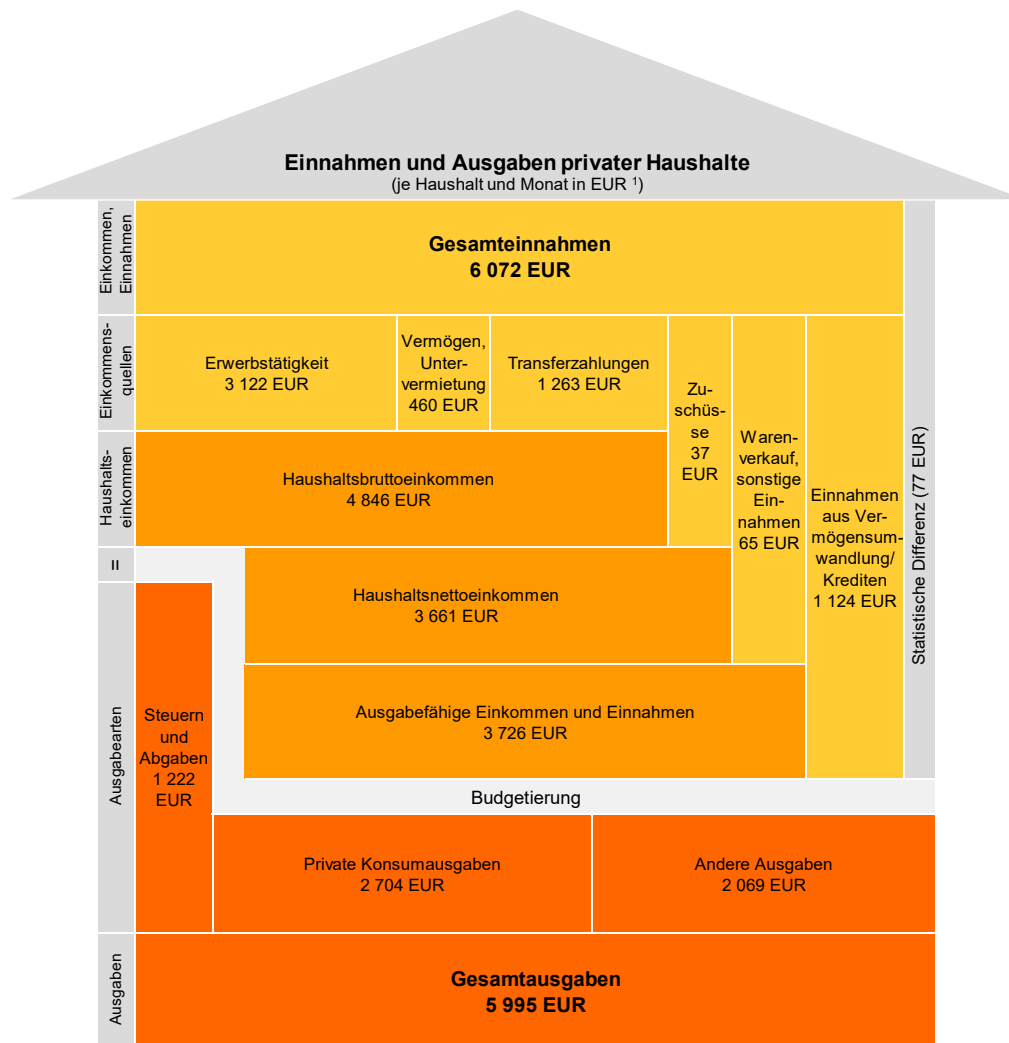 Einnahmen und Ausgaben privater Haushalte
(je Haushalt und Monat in EUR ¹)
Einkommen,
Einnahmen
Gesamteinnahmen
6 072 EUR
Einkommens-
quellen
Erwerbstätigkeit
3 122 EUR
Vermögen,
Unter-
vermietung
460 EUR
Transferzahlungen
1 263 EUR
Zu-
schüs-
se
37
EUR
Waren-
verkauf,
sonstige
Ein-
nahmen
65 EUR
Einnahmen
aus Ver-
mögensum-
wandlung/
Krediten
1 124 EUR
Statistische Differenz (77 EUR)
Haushalts-
einkommen
Haushaltsbruttoeinkommen
4 846 EUR
=
Haushaltsnettoeinkommen
3 661 EUR
Ausgabearten
Steuern
und
Abgaben
1 222
EUR
Ausgabefähige Einkommen und Einnahmen
3 726 EUR
Budgetierung
Private Konsumausgaben
2 704 EUR
Andere Ausgaben
2 069 EUR
Ausgaben
Gesamtausgaben
5 995 EUR